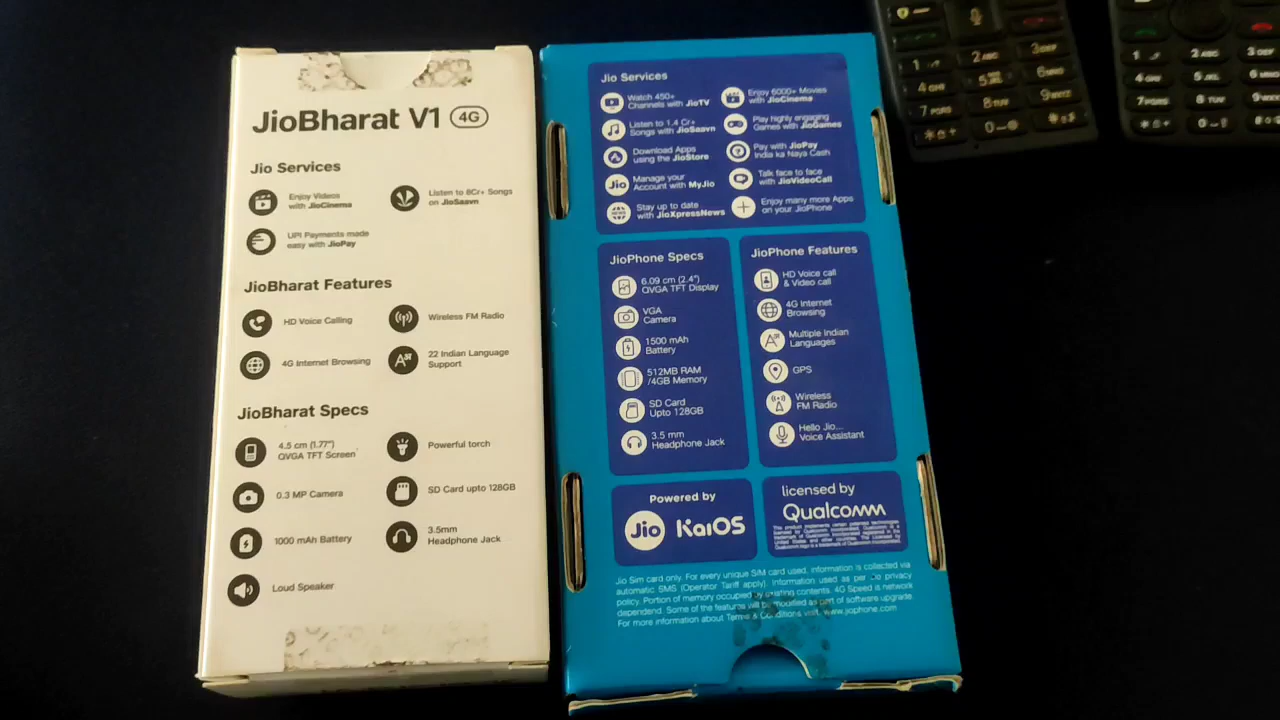 JioBharat V1 4G
Jio Services
Enjoy Videos
with JioCinema
Listen to 8Cr+ Songs
on JioSaavn
UPI Payments made
easy with JioPay
JioBharat Features
HD Voice Calling
Wireless FM Radio
4G Internet Browsing
22 Indian Language
Support
JioBharat Specs
4.5 cm (1.77")
QVGA TFT Screen
Powerful torch
0.3 MP Camera
SD Card upto 128GB
1000 mAh Battery
3.5mm
Headphone Jack
Loud Speaker
Jio Services
Watch 450+
Channels with JioTV
Enjoy 6000+ Movies
with JioCinema
Listen to 1.4 Cr+
Songs with JioSaavn
Play highly engaging
Games with JioGames
Download Apps
using the JioStore
Pay with JioPay
India ka Naya Cash
Jio
Manage your
Account with MyJio
Talk face to face
with JioVideoCall
NEWS
Stay up to date
with JioXpressNews
Enjoy many more Apps
on your JioPhone
JioPhone Specs
6.09 cm (2.4")
QVGA TFT Display
VGA
Camera
1500 mAh
Battery
512MB RAM
/4GB Memory
SD Card
Upto 128GB
3.5 mm
Headphone Jack
JioPhone Features
HD Voice call
& Video call
4G Internet
Browsing
Multiple Indian
Languages
GPS
Wireless
FM Radio
Hello Jio...
Voice Assistant
Powered by
Jio KaiOS
licensed by
Qualcomm
Jio Sim card only. For every unique SIM card used, information is collected via
automatic SMS (Operator Tariff apply). Information used as per Jio privacy
policy. Portion of memory occupied by existing contents. 4G Speed is network
dependend. Some of the features will be modified as part of software upgrade.
For more information about Terms & Conditions visit www.jiophone.com